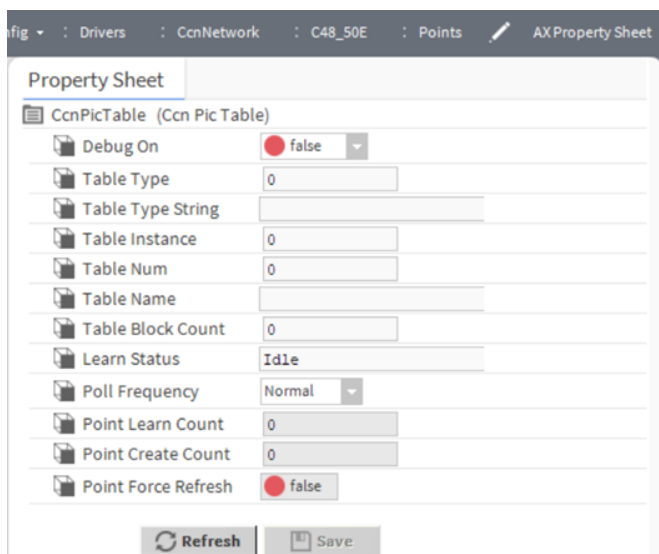 nfig : Drivers : CcnNetwork : C48_50E : Points AX Property Sheet
Property Sheet
CcnPicTable (Ccn Pic Table)
Debug On false
Table Type 0
Table Type String
Table Instance 0
Table Num 0
Table Name
Table Block Count 0
Learn Status Idle
Poll Frequency Normal
Point Learn Count 0
Point Create Count 0
Point Force Refresh false
Refresh Save